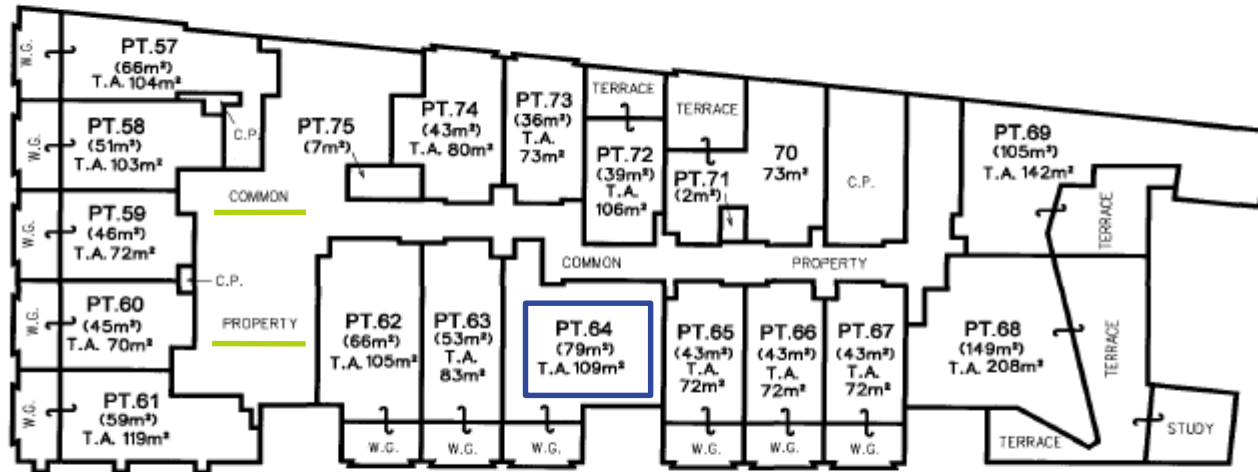 W.G.
PT.57
(66m²)
T.A. 104m²
C.P.
W.G.
PT.58
(51m²)
T.A. 103m²
W.G.
PT.59
(46m²)
T.A. 72m²
C.P.
W.G.
PT.60
(45m²)
T.A. 70m²
W.G.
PT.61
(59m²)
T.A. 119m²
COMMON
PROPERTY
PT.75
(7m²)
PT.74
(43m²)
T.A. 80m²
PT.73
(36m²)
T.A.
73m²
TERRACE
PT.72
(39m²)
T.A.
106m²
TERRACE
PT.71
(2m²)
70
73m²
C.P.
PT.69
(105m²)
T.A. 142m²
TERRACE
COMMON
PROPERTY
PT.62
(66m²)
T.A. 105m²
W.G.
PT.63
(53m²)
T.A.
83m²
W.G.
PT.64
(79m²)
T.A. 109m²
W.G.
PT.65
(43m²)
T.A.
72m²
W.G.
PT.66
(43m²)
T.A.
72m²
W.G.
PT.67
(43m²)
T.A.
72m²
W.G.
PT.68
(149m²)
T.A. 208m²
TERRACE
TERRACE
STUDY